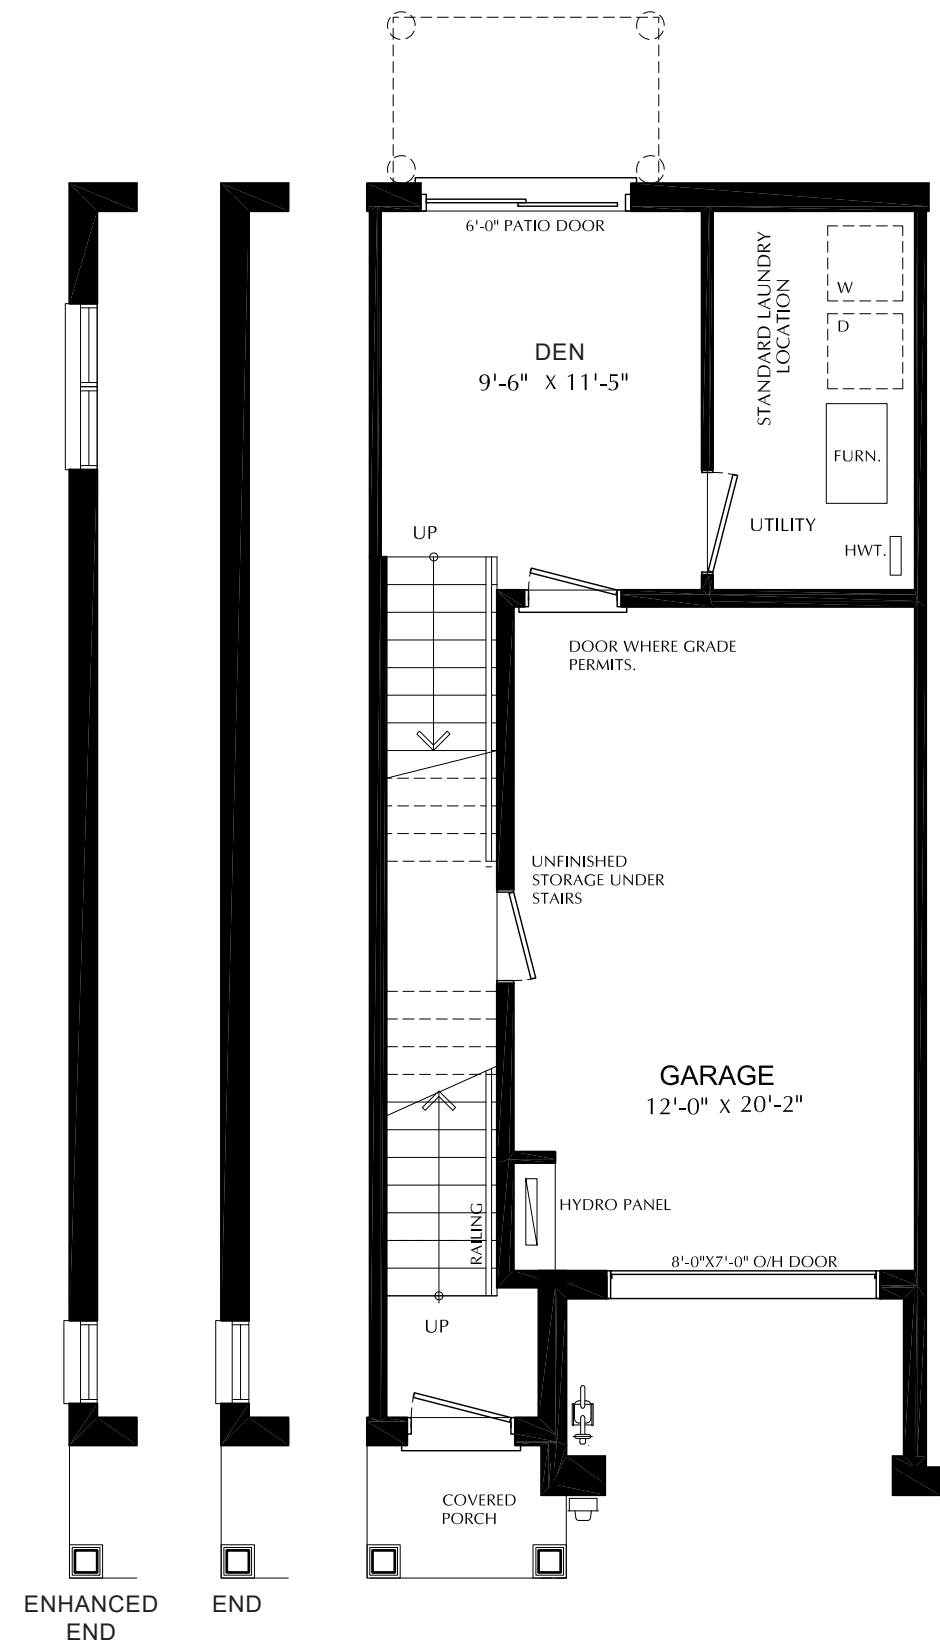 6'-0" PATIO DOOR
STANDARD LAUNDRY
LOCATION
W
D
DEN
9'-6" X 11'-5"
FURN.
UTILITY
UP
HWT.
DOOR WHERE GRADE
PERMITS.
UNFINISHED
STORAGE UNDER
STAIRS
GARAGE
12'-0" X 20'-2"
RAILING
HYDRO PANEL
8'-0"X7'-0" O/H DOOR
UP
COVERED
PORCH
ENHANCED
END
END